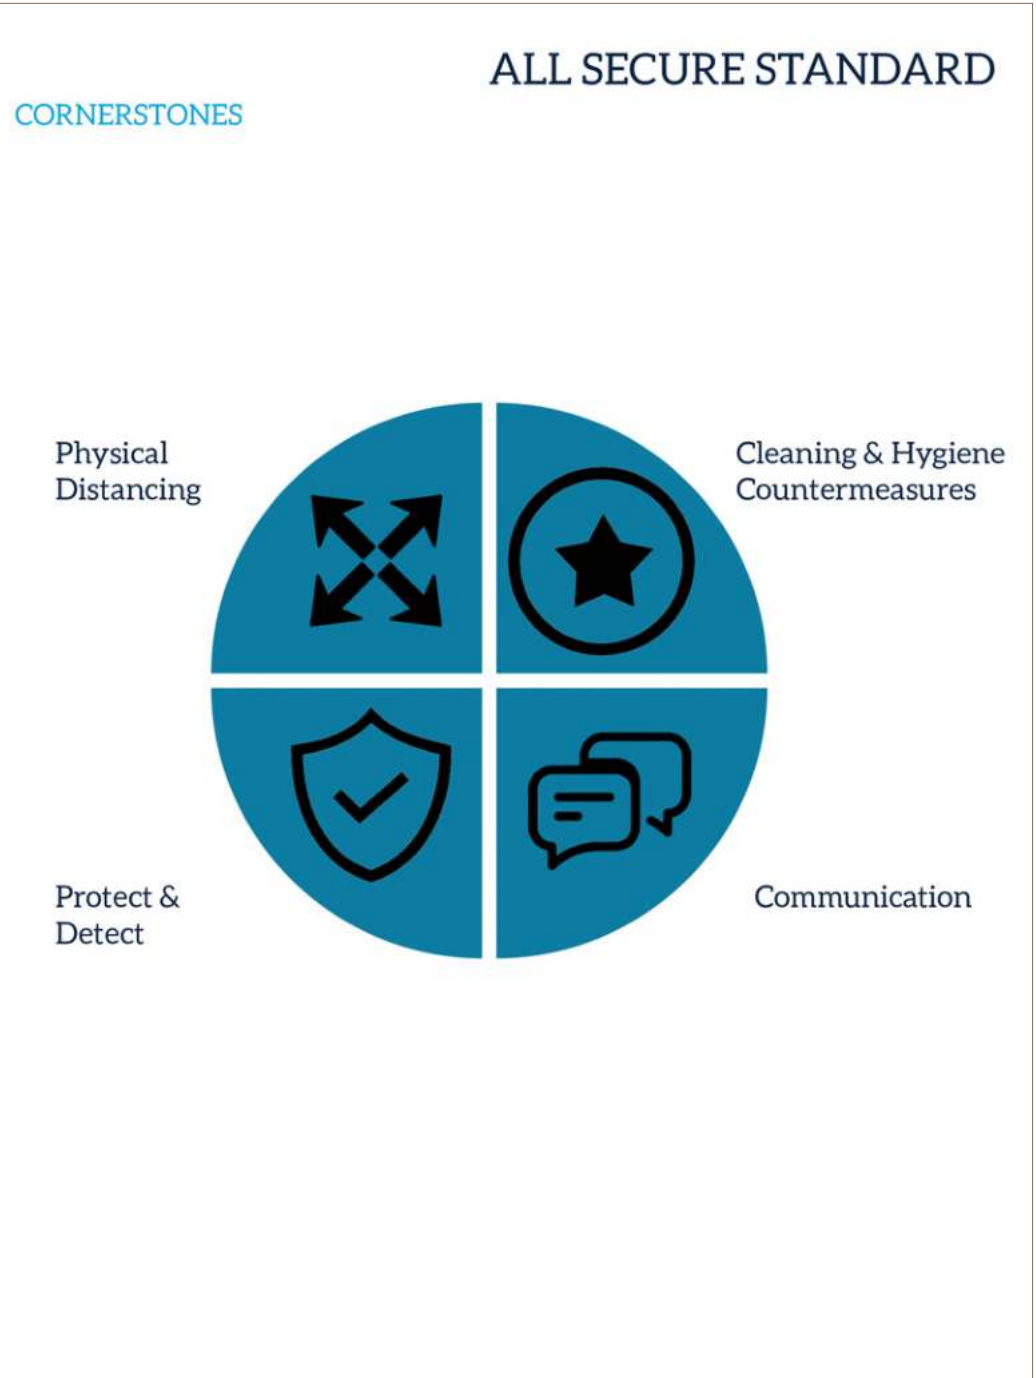 ALL SECURE STANDARD
CORNERSTONES
Physical
Distancing
Cleaning & Hygiene
Countermeasures
Protect &
Detect
Communication